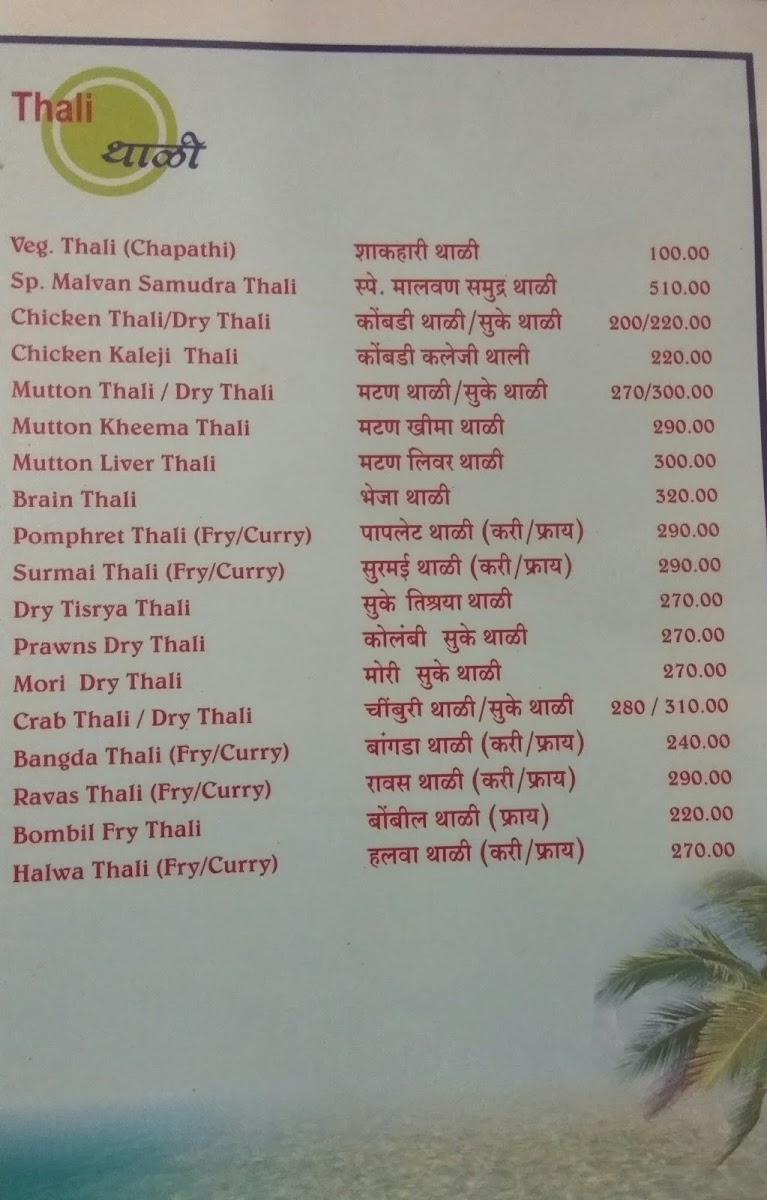 Thali
थाळी
Veg. Thali (Chapathi) शाकहारी थाळी 100.00
Sp. Malvan Samudra Thali स्पे. मालवण समुद्र थाळी 510.00
Chicken Thali/Dry Thali कोंबडी थाळी/सुके थाळी 200/220.00
Chicken Kaleji Thali कोंबडी कलेजी थाली 220.00
Mutton Thali / Dry Thali मटण थाळी/सुके थाळी 270/300.00
Mutton Kheema Thali मटण खीमा थाळी 290.00
Mutton Liver Thali मटण लिवर थाळी 300.00
Brain Thali भेजा थाळी 320.00
Pomphret Thali (Fry/Curry) पापलेट थाळी (करी/फ्राय) 290.00
Surmai Thali (Fry/Curry) सुरमई थाळी (करी/फ्राय) 290.00
Dry Tisrya Thali सुके तिश्रया थाळी 270.00
Prawns Dry Thali कोलंबी सुके थाळी 270.00
Mori Dry Thali मोरी सुके थाळी 270.00
Crab Thali / Dry Thali चींबुरी थाळी/सुके थाळी 280 / 310.00
Bangda Thali (Fry/Curry) बांगडा थाळी (करी/फ्राय) 240.00
Ravas Thali (Fry/Curry) रावस थाळी (करी/फ्राय) 290.00
Bombil Fry Thali बोंबील थाळी (फ्राय) 220.00
Halwa Thali (Fry/Curry) हलवा थाळी (करी/फ्राय) 270.00